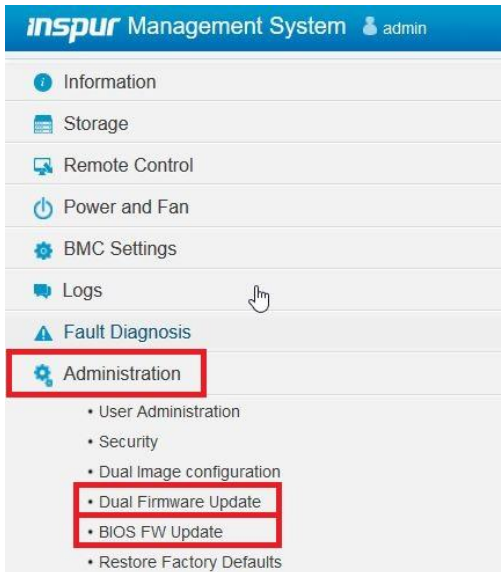 inspur Management System admin
Information
Storage
Remote Control
Power and Fan
BMC Settings
Logs
Fault Diagnosis
Administration
• User Administration
• Security
• Dual Image configuration
• Dual Firmware Update
• BIOS FW Update
• Restore Factory Defaults